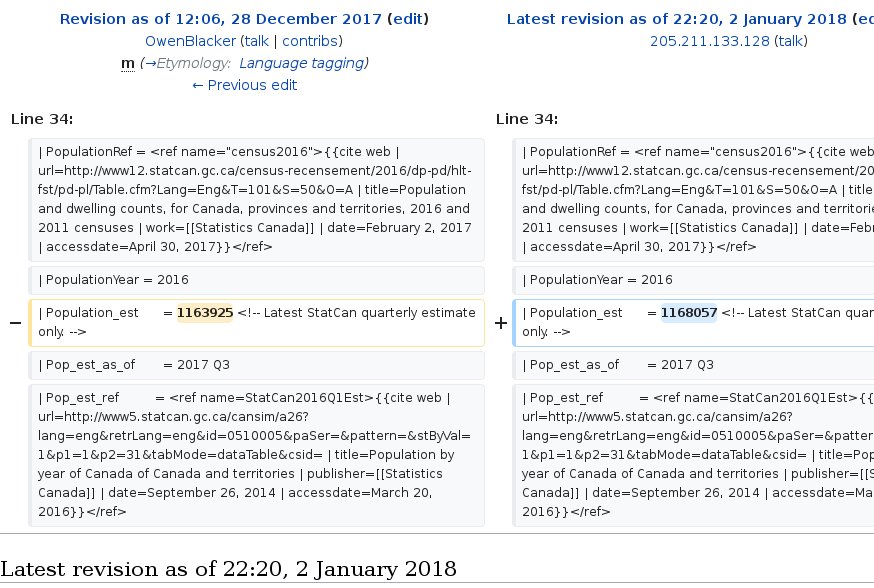 Revision as of 12:06, 28 December 2017 (edit)
OwenBlacker (talk | contribs)
m (→Etymology: Language tagging)
← Previous edit
Latest revision as of 22:20, 2 January 2018 (ed
205.211.133.128 (talk)
Line 34:
| PopulationRef = <ref name="census2016">{{cite web |
url=http://www12.statcan.gc.ca/census-recensement/2016/dp-pd/hlt-
fst/pd-pl/Table.cfm?Lang=Eng&T=101&S=50&O=A | title=Population
and dwelling counts, for Canada, provinces and territories, 2016 and
2011 censuses | work=[[Statistics Canada]] | date=February 2, 2017
| accessdate=April 30, 2017}}</ref>
| PopulationYear = 2016
− | Population_est = 1163925 <!-- Latest StatCan quarterly estimate
only. -->
| Pop_est_as_of = 2017 Q3
| Pop_est_ref = <ref name=StatCan2016Q1Est>{{cite web |
url=http://www5.statcan.gc.ca/cansim/a26?
lang=eng&retrLang=eng&id=0510005&paSer=&pattern=&stByVal=
1&p1=1&p2=31&tabMode=dataTable&csid= | title=Population by
year of Canada of Canada and territories | publisher=[[Statistics
Canada]] | date=September 26, 2014 | accessdate=March 20,
2016}}</ref>
Line 34:
| PopulationRef = <ref name="census2016">{{cite
url=http://www12.statcan.gc.ca/census-recensement/20
fst/pd-pl/Table.cfm?Lang=Eng&T=101&S=50&O=A | title
and dwelling counts, for Canada, provinces and territorie
2011 censuses | work=[[Statistics Canada]] | date=Febr
| accessdate=April 30, 2017}}</ref>
| PopulationYear = 2016
+ | Population_est = 1168057 <!-- Latest StatCan quar
only. -->
| Pop_est_as_of = 2017 Q3
| Pop_est_ref = <ref name=StatCan2016Q1Est>{{
url=http://www5.statcan.gc.ca/cansim/a26?
lang=eng&retrLang=eng&id=0510005&paSer=&patter
1&p1=1&p2=31&tabMode=dataTable&csid= | title=Pop
year of Canada of Canada and territories | publisher=[[S
Canada]] | date=September 26, 2014 | accessdate=Ma
2016}}</ref>
Latest revision as of 22:20, 2 January 2018